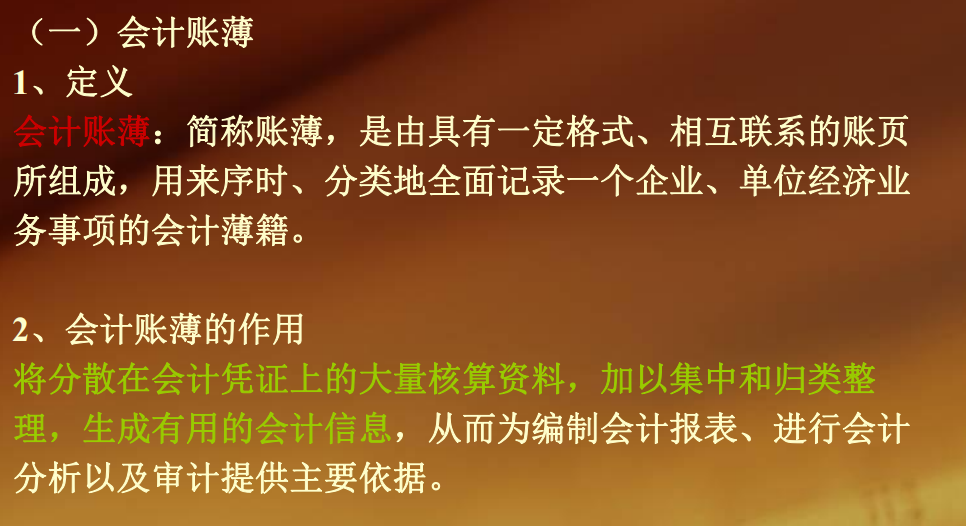 （一）会计账薄
1、定义
会计账薄：简称账薄，是由具有一定格式、相互联系的账页
所组成，用来序时、分类地全面记录一个企业、单位经济业
务事项的会计薄籍。
2、会计账薄的作用
将分散在会计凭证上的大量核算资料，加以集中和归类整
理，生成有用的会计信息，从而为编制会计报表、进行会计
分析以及审计提供主要依据。